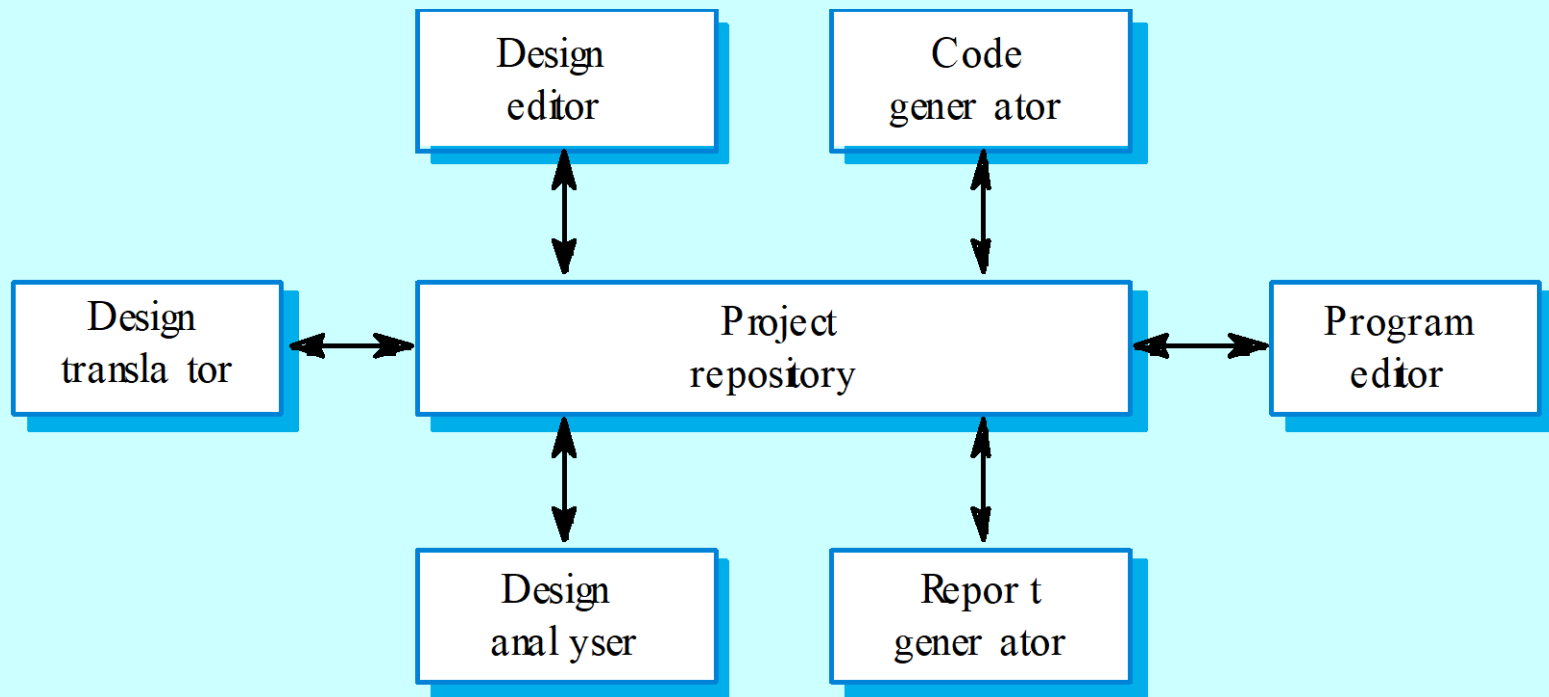 Design
editor
Code
gener ator
Design
transla tor
Project
repository
Program
editor
Design
anal yser
Repor t
gener ator